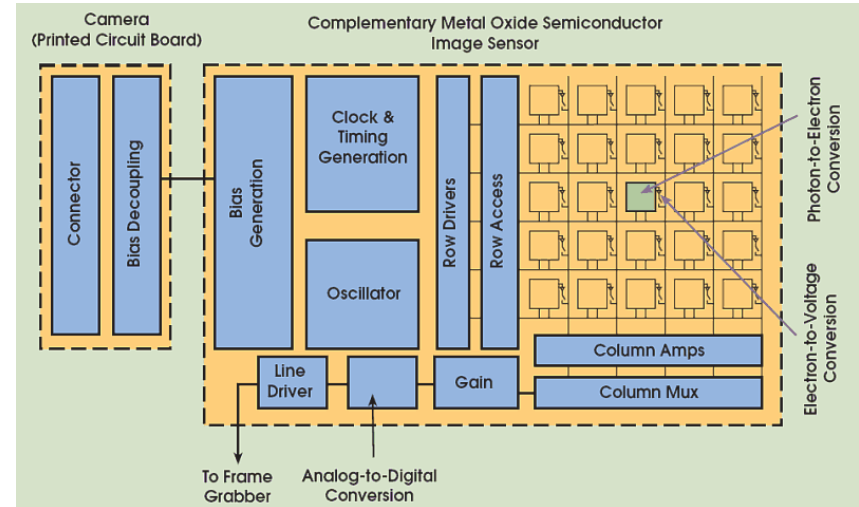 Camera
(Printed Circuit Board)
Complementary Metal Oxide Semiconductor
Image Sensor
Connector
Bias Decoupling
Bias
Generation
Clock &
Timing
Generation
Oscillator
Row Drivers
Row Access
Photon-to-Electron
Conversion
Electron-to-Voltage
Conversion
Column Amps
Line
Driver
Gain
Column Mux
To Frame
Grabber
Analog-to-Digital
Conversion